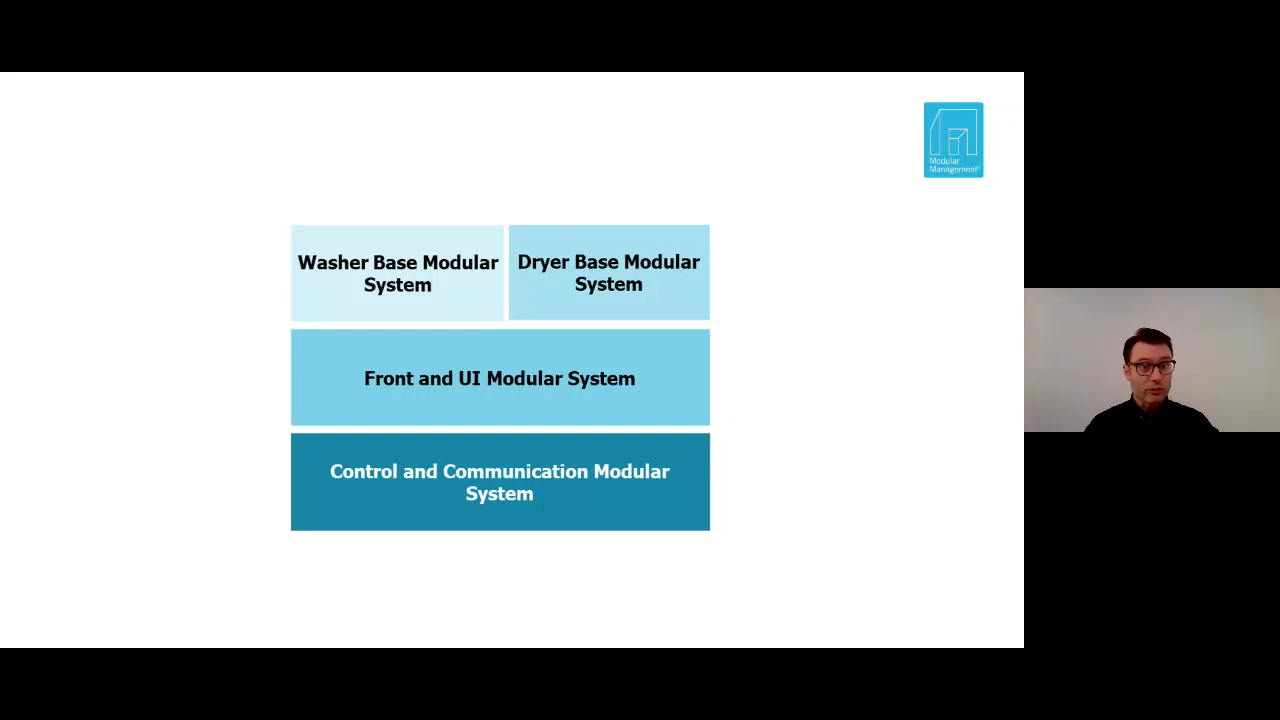 Modular
Management®
Washer Base Modular
System
Dryer Base Modular
System
Front and UI Modular System
Control and Communication Modular
System